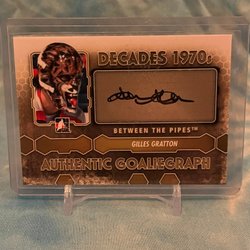 DECADES 1970s
BETWEEN THE PIPES™
GILLES GRATTON
AUTHENTIC GOALIEGRAPH